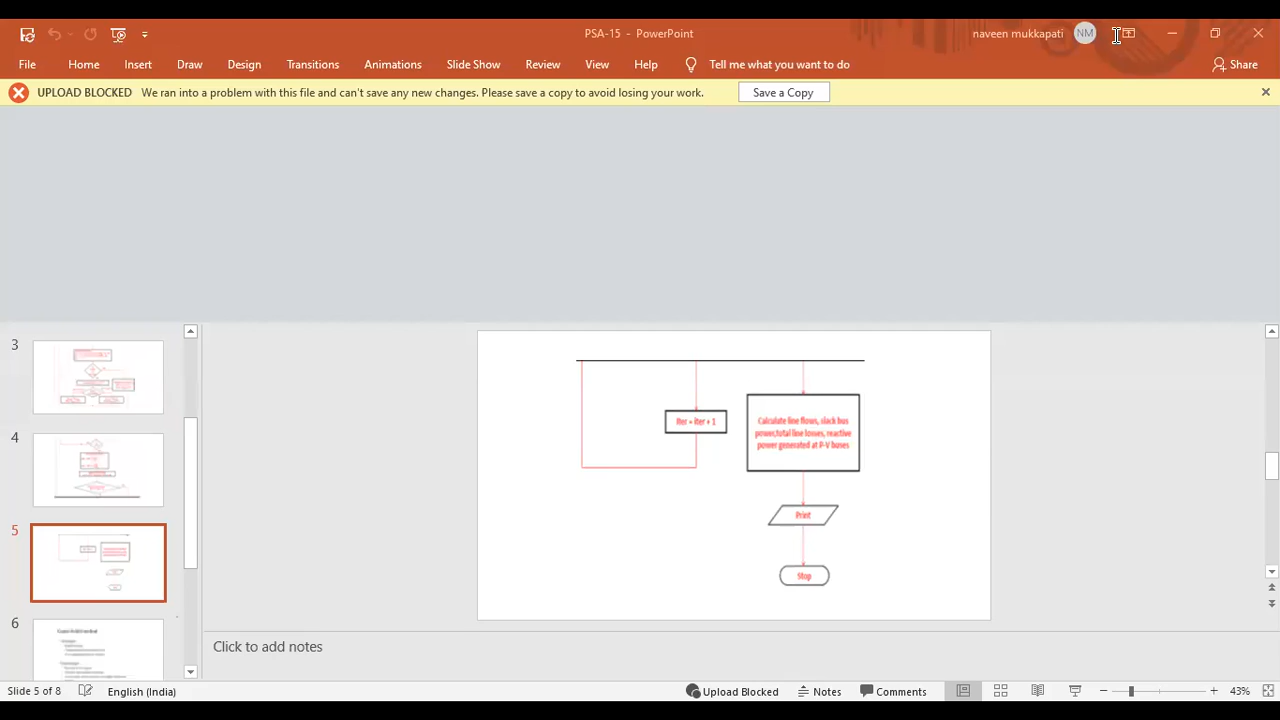 PSA-15 - PowerPoint
naveen mukkapati NM
File Home Insert Draw Design Transitions Animations Slide Show Review View Help Tell me what you want to do Share
UPLOAD BLOCKED We ran into a problem with this file and can't save any new changes. Please save a copy to avoid losing your work. Save a Copy
3
4
5
6
Iter = iter + 1
Calculate line flows, slack bus
power,total line losses, reactive
power generated at P-V buses
Print
Stop
Click to add notes
Slide 5 of 8 English (India) Upload Blocked Notes Comments 43%